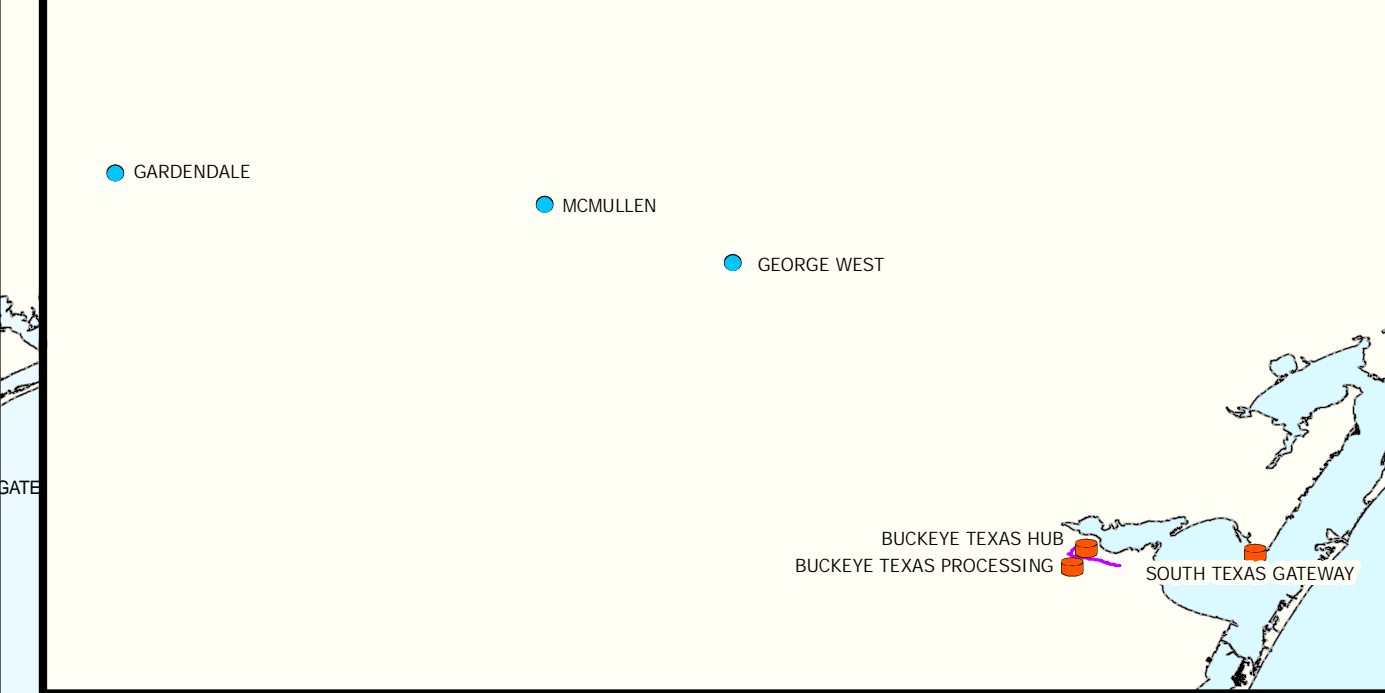 GARDENDALE
MCMULLEN
GEORGE WEST
GATE
BUCKEYE TEXAS HUB
BUCKEYE TEXAS PROCESSING
SOUTH TEXAS GATEWAY